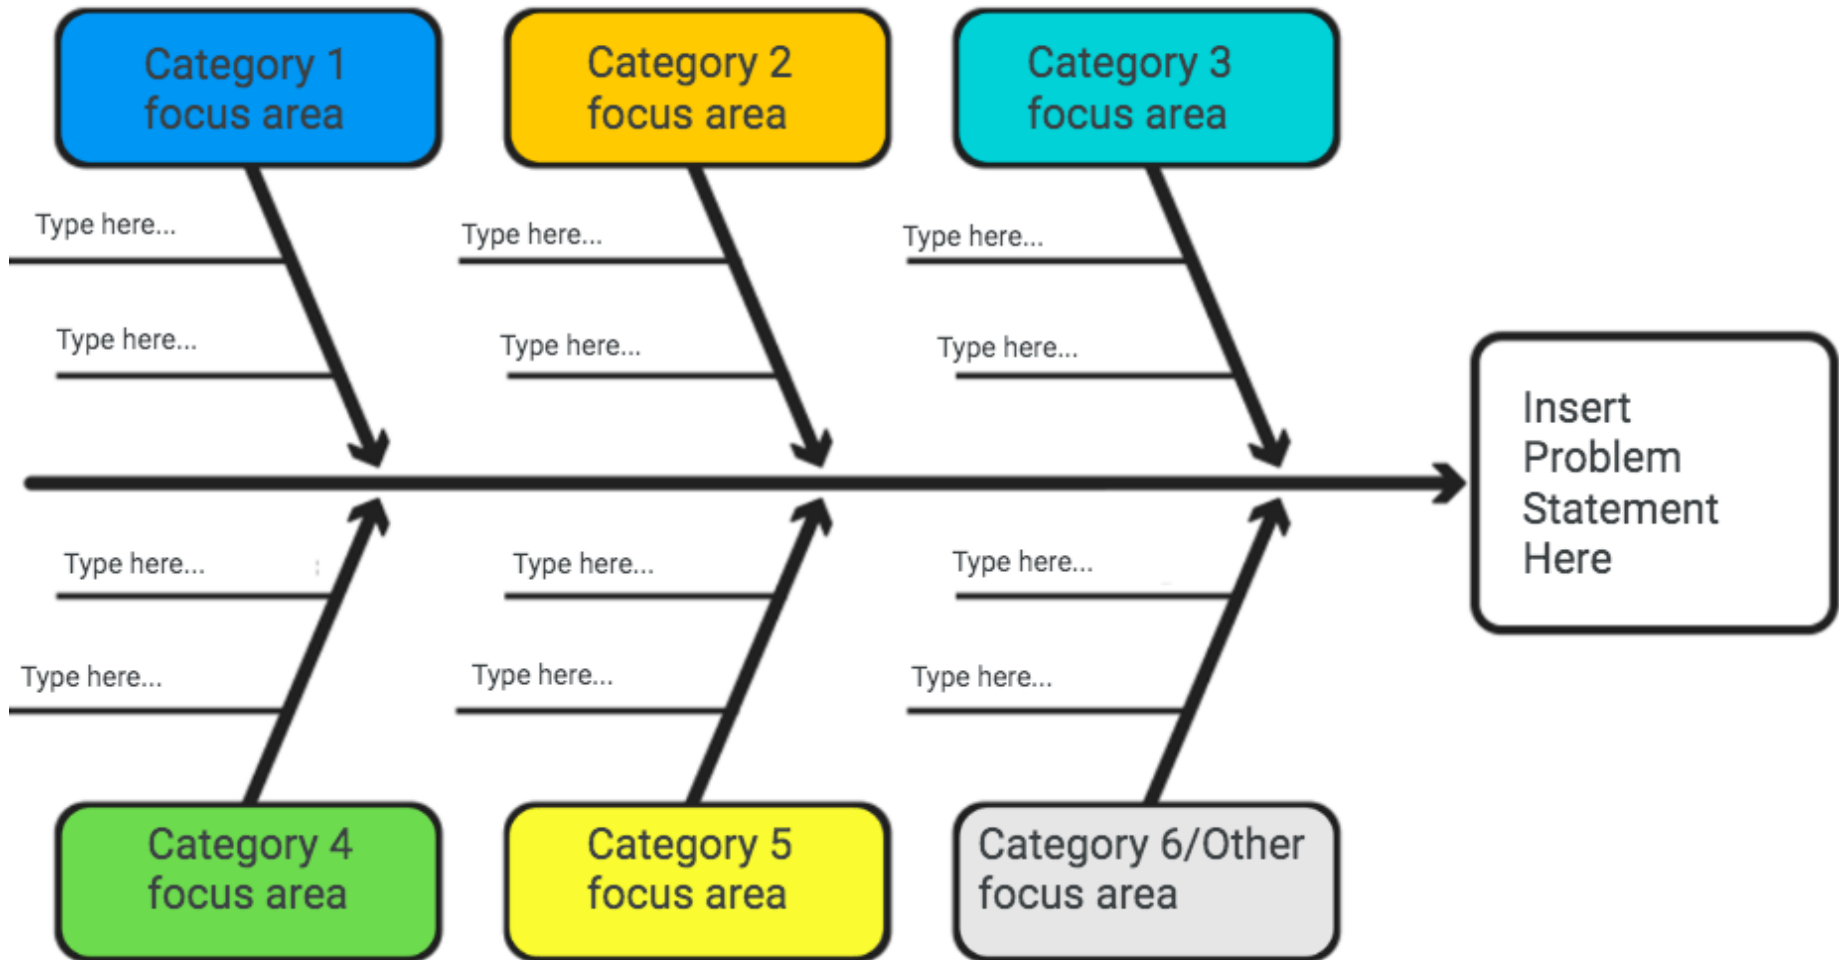 Category 1
focus area
Category 2
focus area
Category 3
focus area
Type here...
Type here...
Type here...
Type here...
Type here...
Type here...
Insert
Problem
Statement
Here
Type here...
Type here...
Type here...
Type here...
Type here...
Type here...
Category 4
focus area
Category 5
focus area
Category 6/Other
focus area